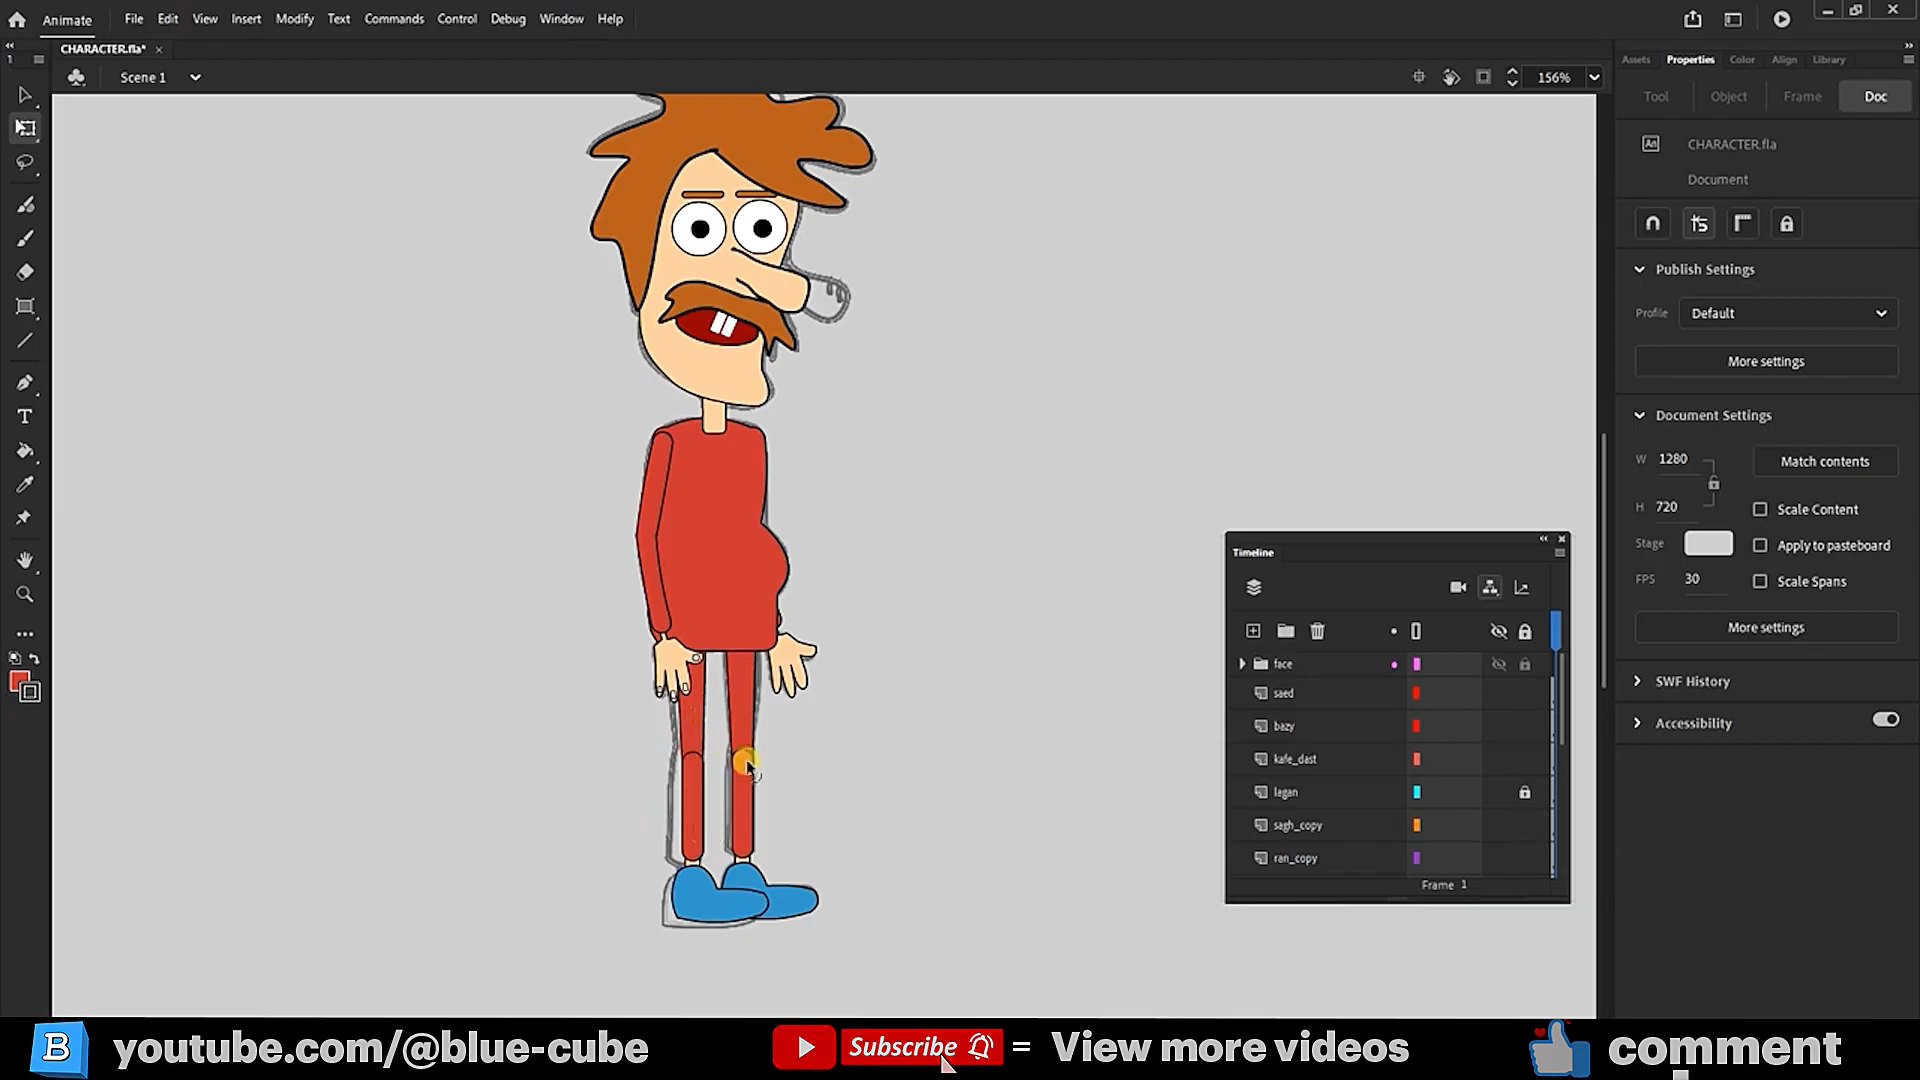 Animate File Edit View Insert Modify Text Commands Control Debug Window Help
CHARACTER.fla* ×
1
Scene 1 156%
Assets Properties Color Align Library
Tool Object Frame Doc
An CHARACTER.fla
Document
Publish Settings
Profile Default
More settings
Document Settings
W 1280 Match contents
H 720 Scale Content
Stage Apply to pasteboard
FPS 30 Scale Spans
More settings
SWF History
Accessibility
T
Timeline
face
saed
bazy
kafe_dast
lagan
sagh_copy
ran_copy
Frame 1
B youtube.com/@blue-cube Subscribe = View more videos comment